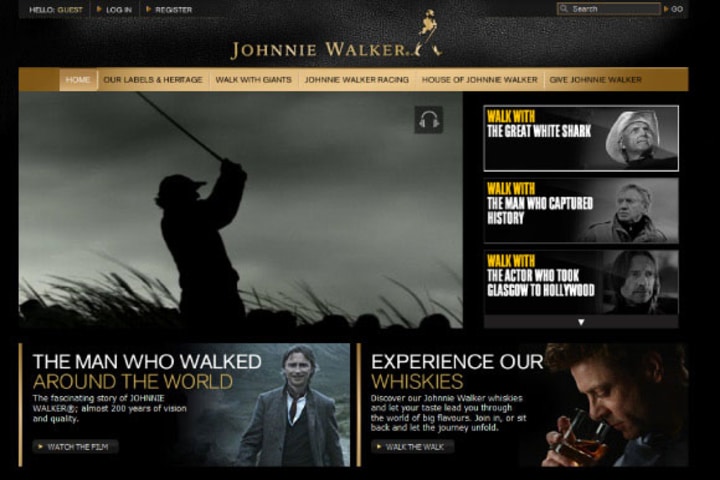 HELLO: GUEST
LOG IN
REGISTER
Search
GO
JOHNNIE WALKER®
HOME
OUR LABELS & HERITAGE
WALK WITH GIANTS
JOHNNIE WALKER RACING
HOUSE OF JOHNNIE WALKER
GIVE JOHNNIE WALKER
WALK WITH
THE GREAT WHITE SHARK
WALK WITH
THE MAN WHO CAPTURED
HISTORY
WALK WITH
THE ACTOR WHO TOOK
GLASGOW TO HOLLYWOOD
THE MAN WHO WALKED
AROUND THE WORLD
The fascinating story of JOHNNIE
WALKER®; almost 200 years of vision
and quality.
WATCH THE FILM
EXPERIENCE OUR
WHISKIES
Discover our Johnnie Walker whiskies
and let your taste lead you through
the world of big flavours. Join in, or sit
back and let the journey unfold.
WALK THE WALK